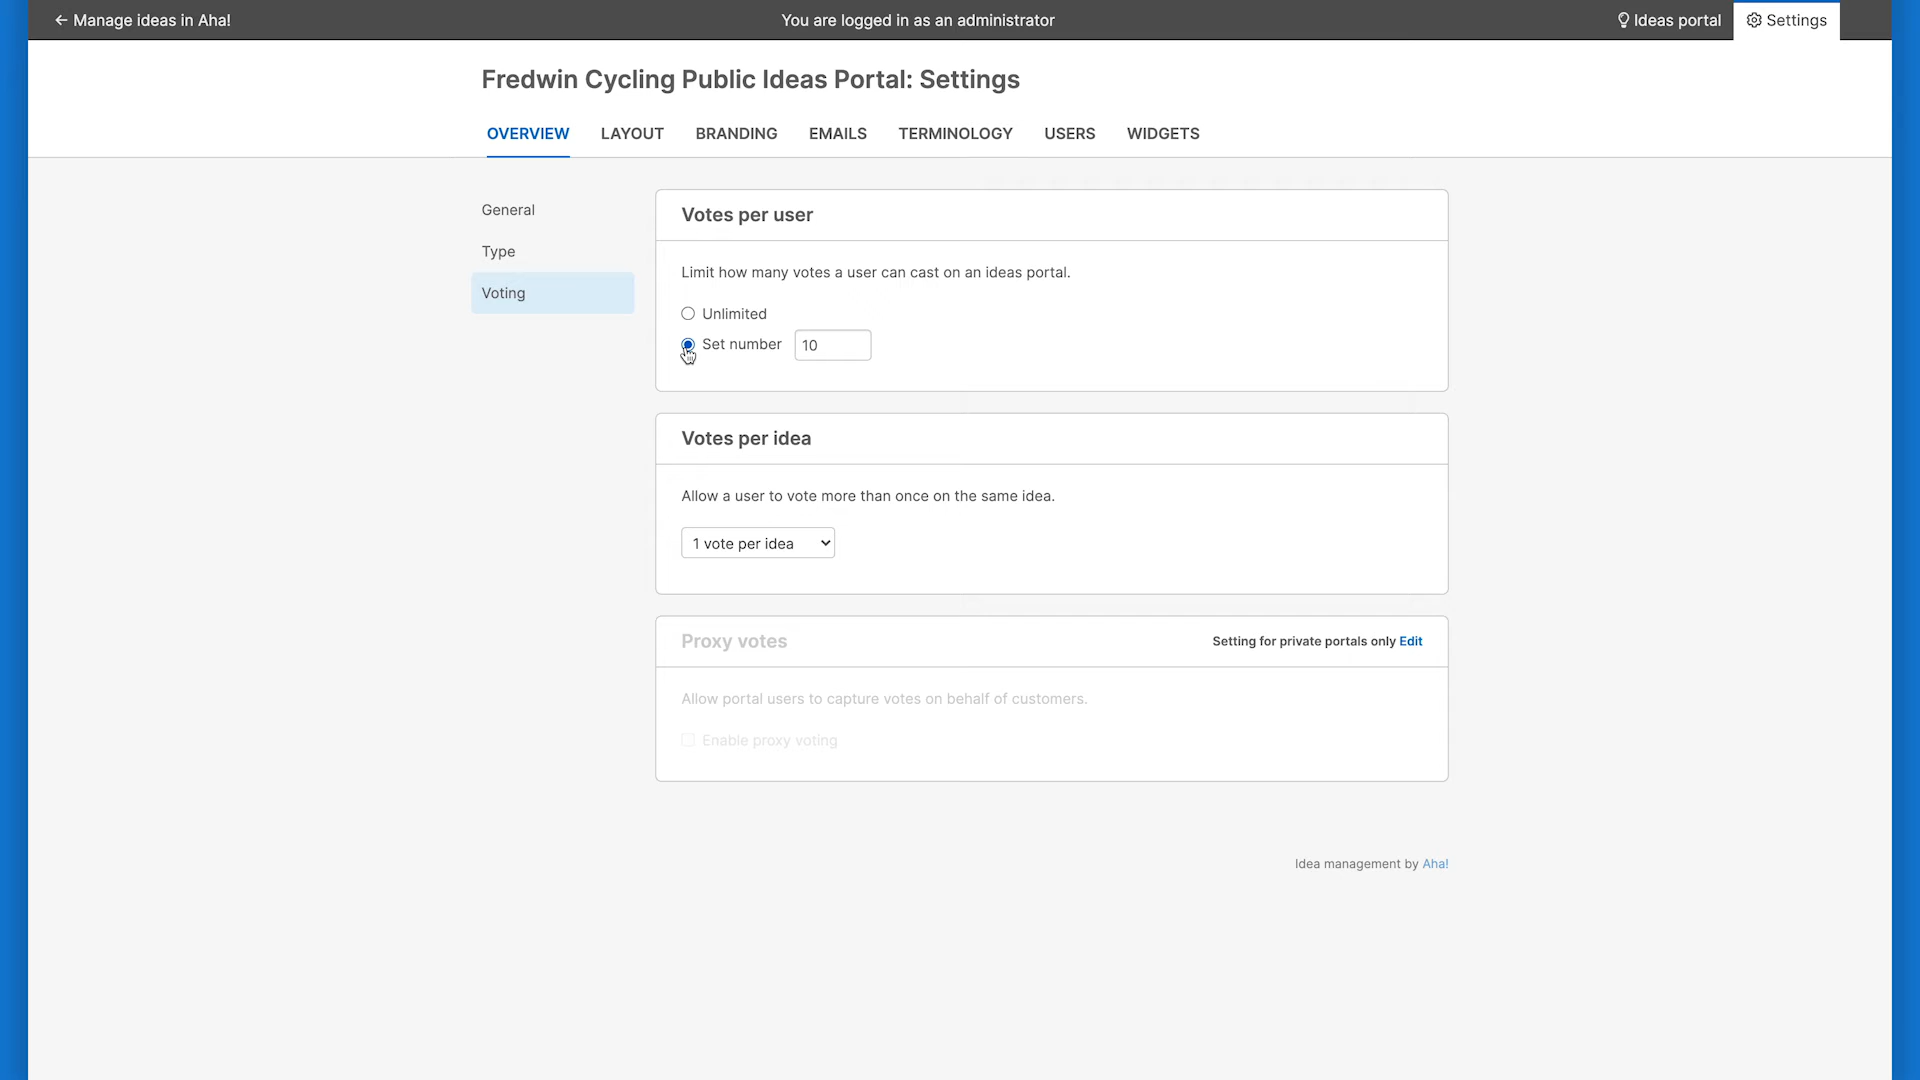 Manage ideas in Aha!
You are logged in as an administrator
Ideas portal
Settings
Fredwin Cycling Public Ideas Portal: Settings
OVERVIEW LAYOUT BRANDING EMAILS TERMINOLOGY USERS WIDGETS
General
Type
Voting
Votes per user
Limit how many votes a user can cast on an ideas portal.
Unlimited
Set number 10
Votes per idea
Allow a user to vote more than once on the same idea.
1 vote per idea
Proxy votes
Setting for private portals only Edit
Allow portal users to capture votes on behalf of customers.
Enable proxy voting
Idea management by Aha!